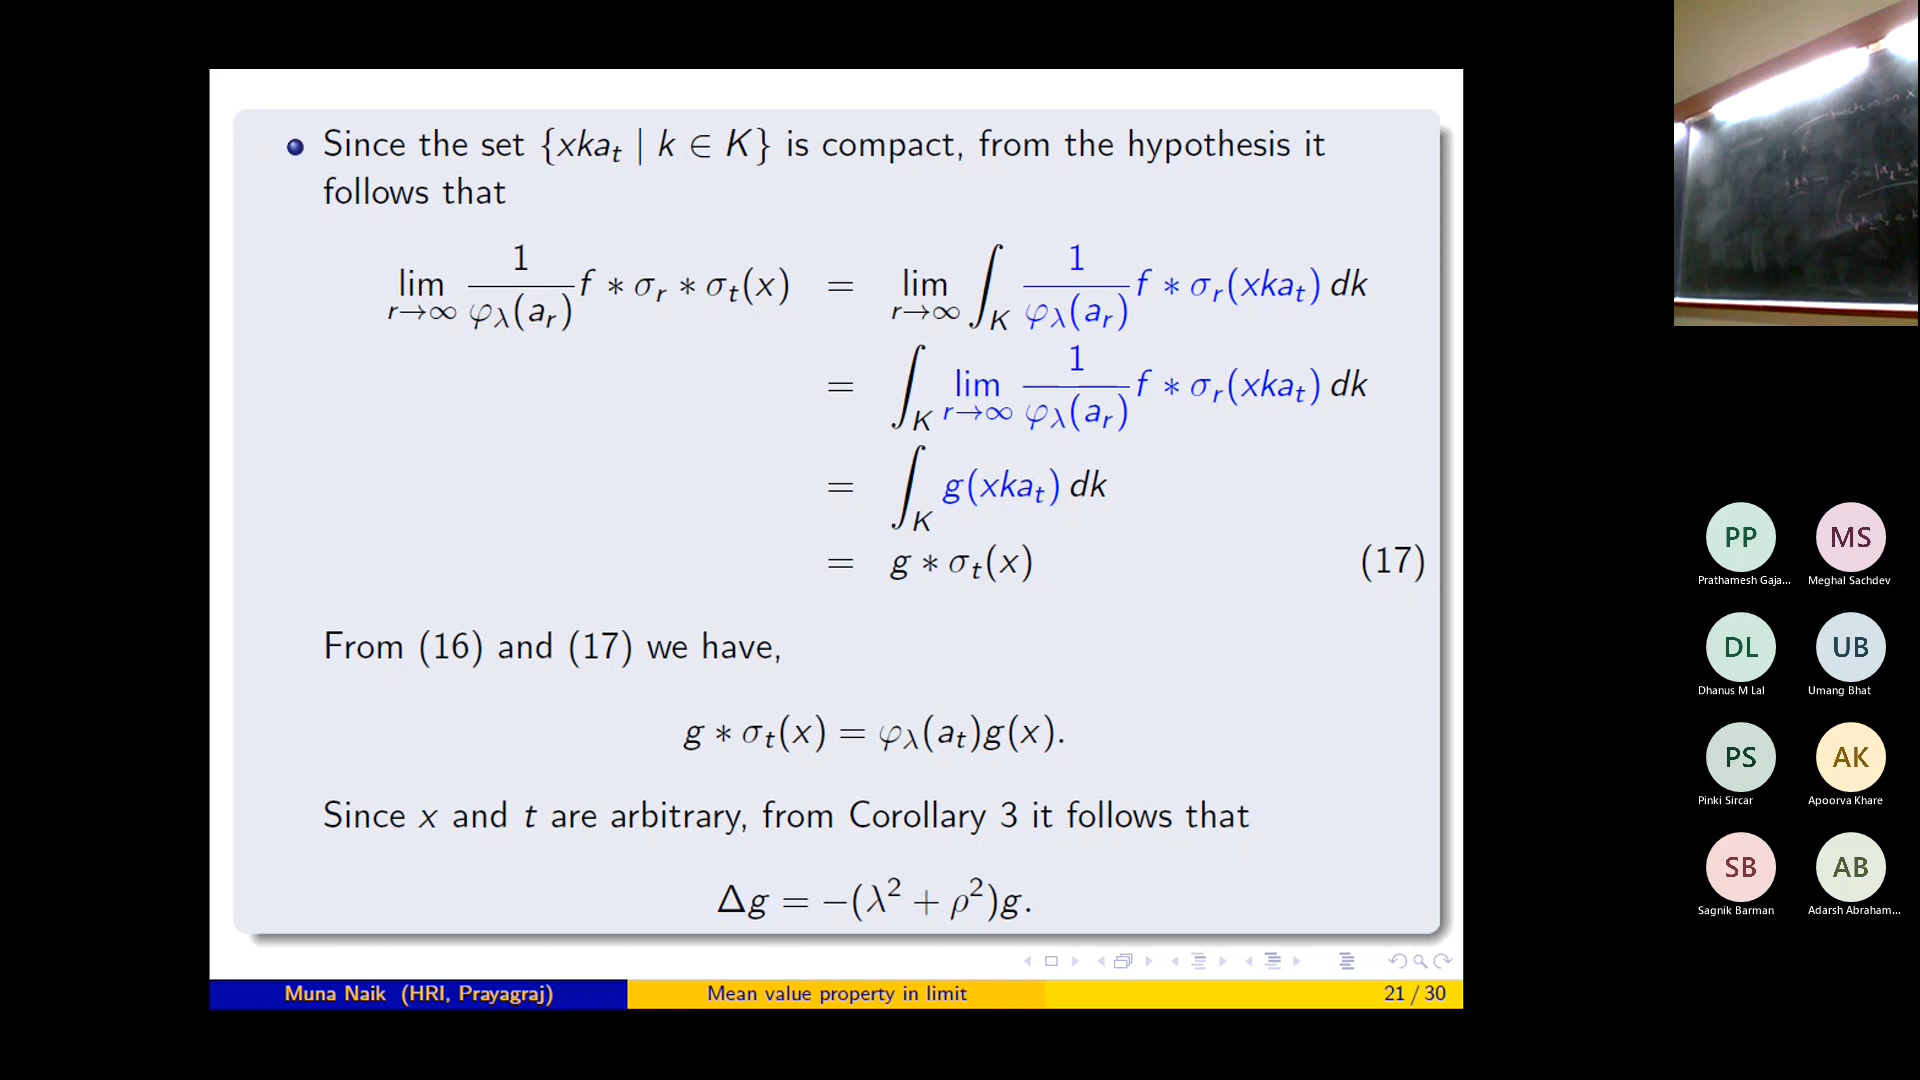 Since the set {xkaₜ | k ∈ K} is compact, from the hypothesis it
follows that
lim_{r→∞} 1/φ_λ(a_r) f ∗ σ_r ∗ σ_t(x) = lim_{r→∞} ∫_K 1/φ_λ(a_r) f ∗ σ_r(xka_t) dk
= ∫_K lim_{r→∞} 1/φ_λ(a_r) f ∗ σ_r(xka_t) dk
= ∫_K g(xka_t) dk
= g ∗ σ_t(x) (17)
From (16) and (17) we have,
g ∗ σ_t(x) = φ_λ(a_t)g(x).
Since x and t are arbitrary, from Corollary 3 it follows that
Δg = −(λ² + ρ²)g.
Muna Naik (HRI, Prayagraj) Mean value property in limit 21 / 30
PP MS
Prathamesh Gaja... Meghal Sachdev
DL UB
Dhanus M Lal Umang Bhat
PS AK
Pinki Sircar Apoorva Khare
SB AB
Sagnik Barman Adarsh Abraham...